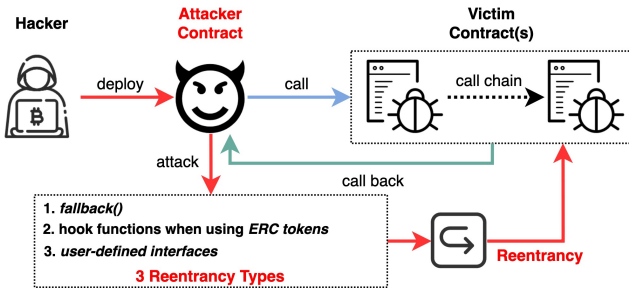 Hacker
Attacker
Contract
Victim
Contract(s)
deploy
call
call chain
attack
call back
1. fallback()
2. hook functions when using ERC tokens
3. user-defined interfaces
3 Reentrancy Types
Reentrancy